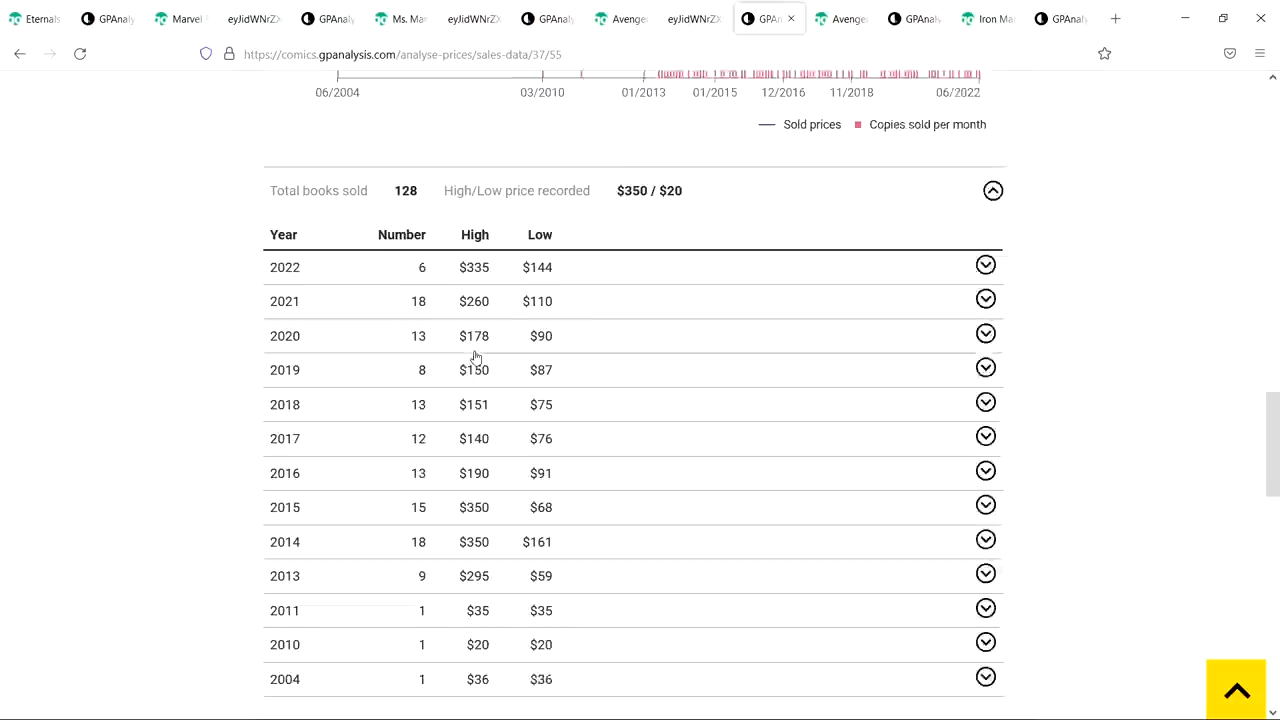 Eternals GPAnaly Marvel eyJidWNrZX GPAnaly Ms. Ma eyJidWNrZX GPAnaly Avenge eyJidWNrZX GPAn Avenge GPAnaly Iron Ma GPAnaly
https://comics.gpanalysis.com/analyse-prices/sales-data/37/55
06/2004 03/2010 01/2013 01/2015 12/2016 11/2018 06/2022
Sold prices Copies sold per month
Total books sold 128 High/Low price recorded $350 / $20
Year Number High Low
2022 6 $335 $144
2021 18 $260 $110
2020 13 $178 $90
2019 8 $150 $87
2018 13 $151 $75
2017 12 $140 $76
2016 13 $190 $91
2015 15 $350 $68
2014 18 $350 $161
2013 9 $295 $59
2011 1 $35 $35
2010 1 $20 $20
2004 1 $36 $36